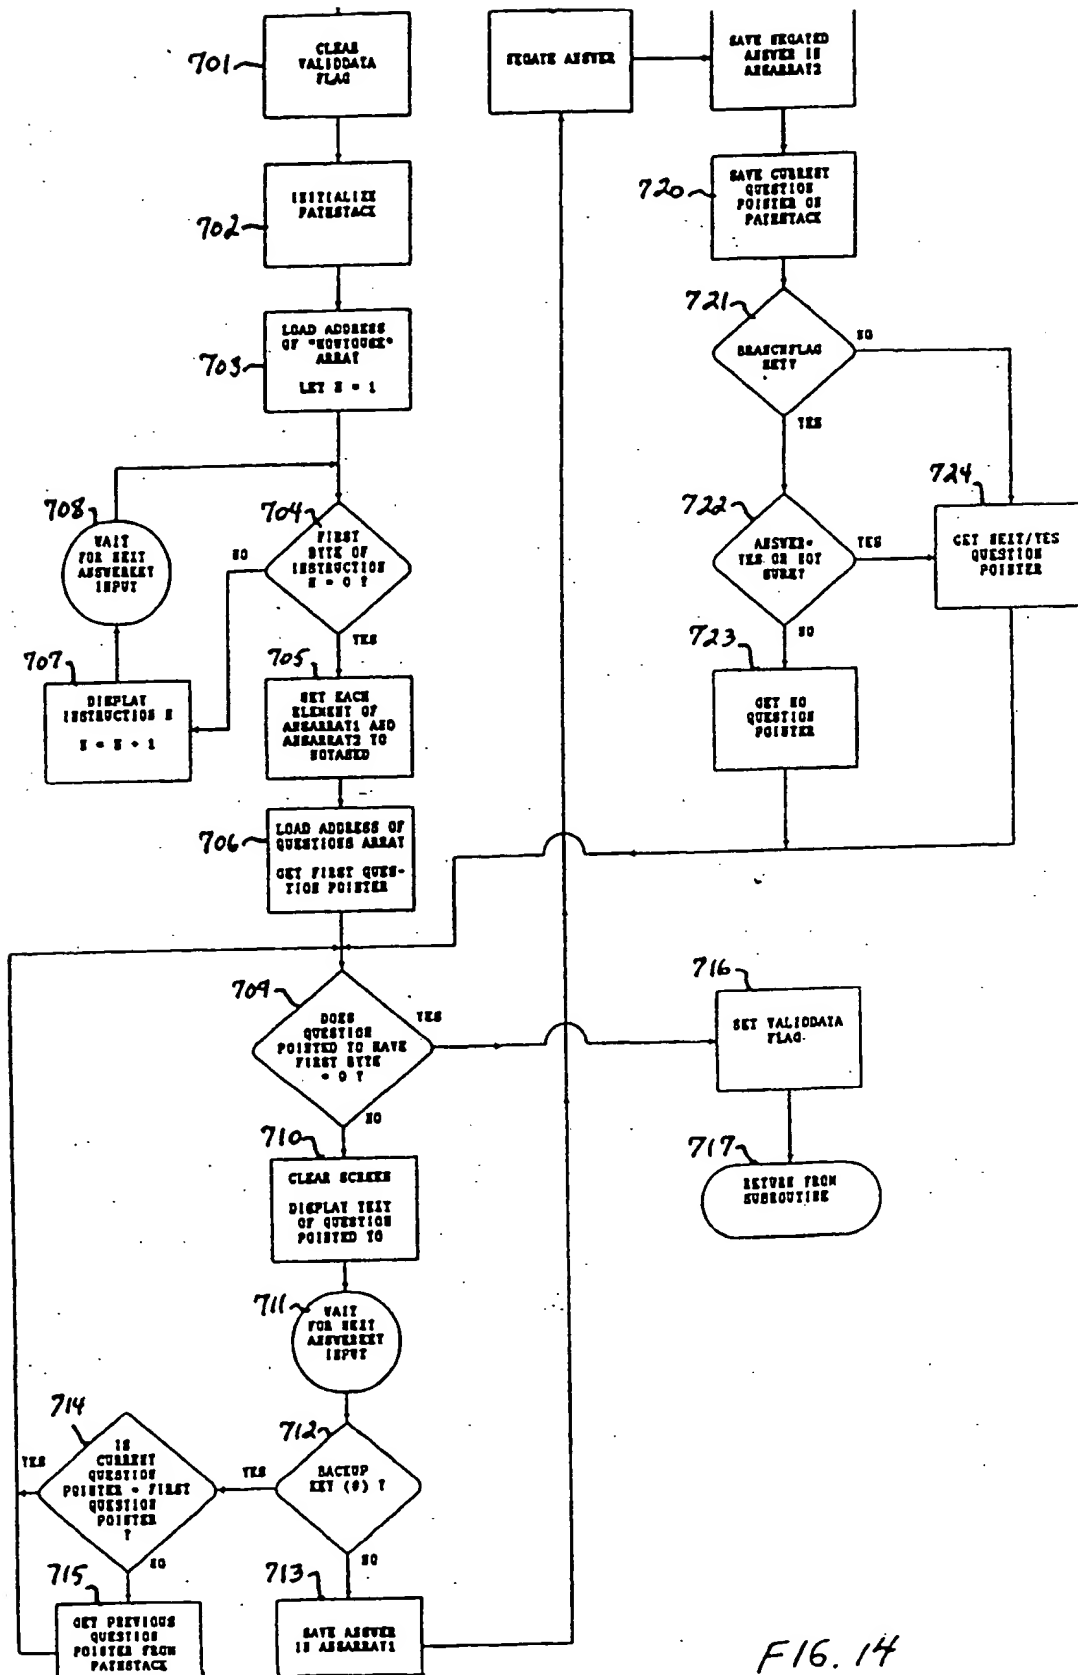 701
CLEAR
VALIDDATA
FLAG
702
INITIALIZE
PATHSTACK
703
LOAD ADDRESS
OF "HOWTOUSE"
ARRAY
LET N = 1
704
FIRST
BYTE OF
INSTRUCTION
N = 0 ?
NO
YES
708
WAIT
FOR NEXT
ANSWERKEY
INPUT
707
DISPLAY
INSTRUCTION N
N = N + 1
705
SET EACH
ELEMENT OF
ANSARRAY1 AND
ANSARRAY2 TO
NOTASKED
706
LOAD ADDRESS OF
QUESTIONS ARRAY
GET FIRST QUES-
TION POINTER
709
DOES
QUESTION
POINTED TO HAVE
FIRST BYTE
= 0 ?
YES
NO
710
CLEAR SCREEN
DISPLAY TEXT
OF QUESTION
POINTED TO
711
WAIT
FOR NEXT
ANSWERKEY
INPUT
712
BACKUP
KEY (#) ?
YES
NO
714
IS
CURRENT
QUESTION
POINTER = FIRST
QUESTION
POINTER
?
YES
NO
715
GET PREVIOUS
QUESTION
POINTER FROM
PATHSTACK
713
SAVE ANSWER
IN ANSARRAY1
NEGATE ANSWER
SAVE NEGATED
ANSWER IN
ANSARRAY2
720
SAVE CURRENT
QUESTION
POINTER ON
PATHSTACK
721
BRANCHFLAG
SET?
NO
YES
722
ANSWER=
YES OR NOT
SURE?
YES
NO
724
GET NEXT/YES
QUESTION
POINTER
723
GET NO
QUESTION
POINTER
716
SET VALIDDATA
FLAG
717
RETURN FROM
SUBROUTINE
FIG. 14